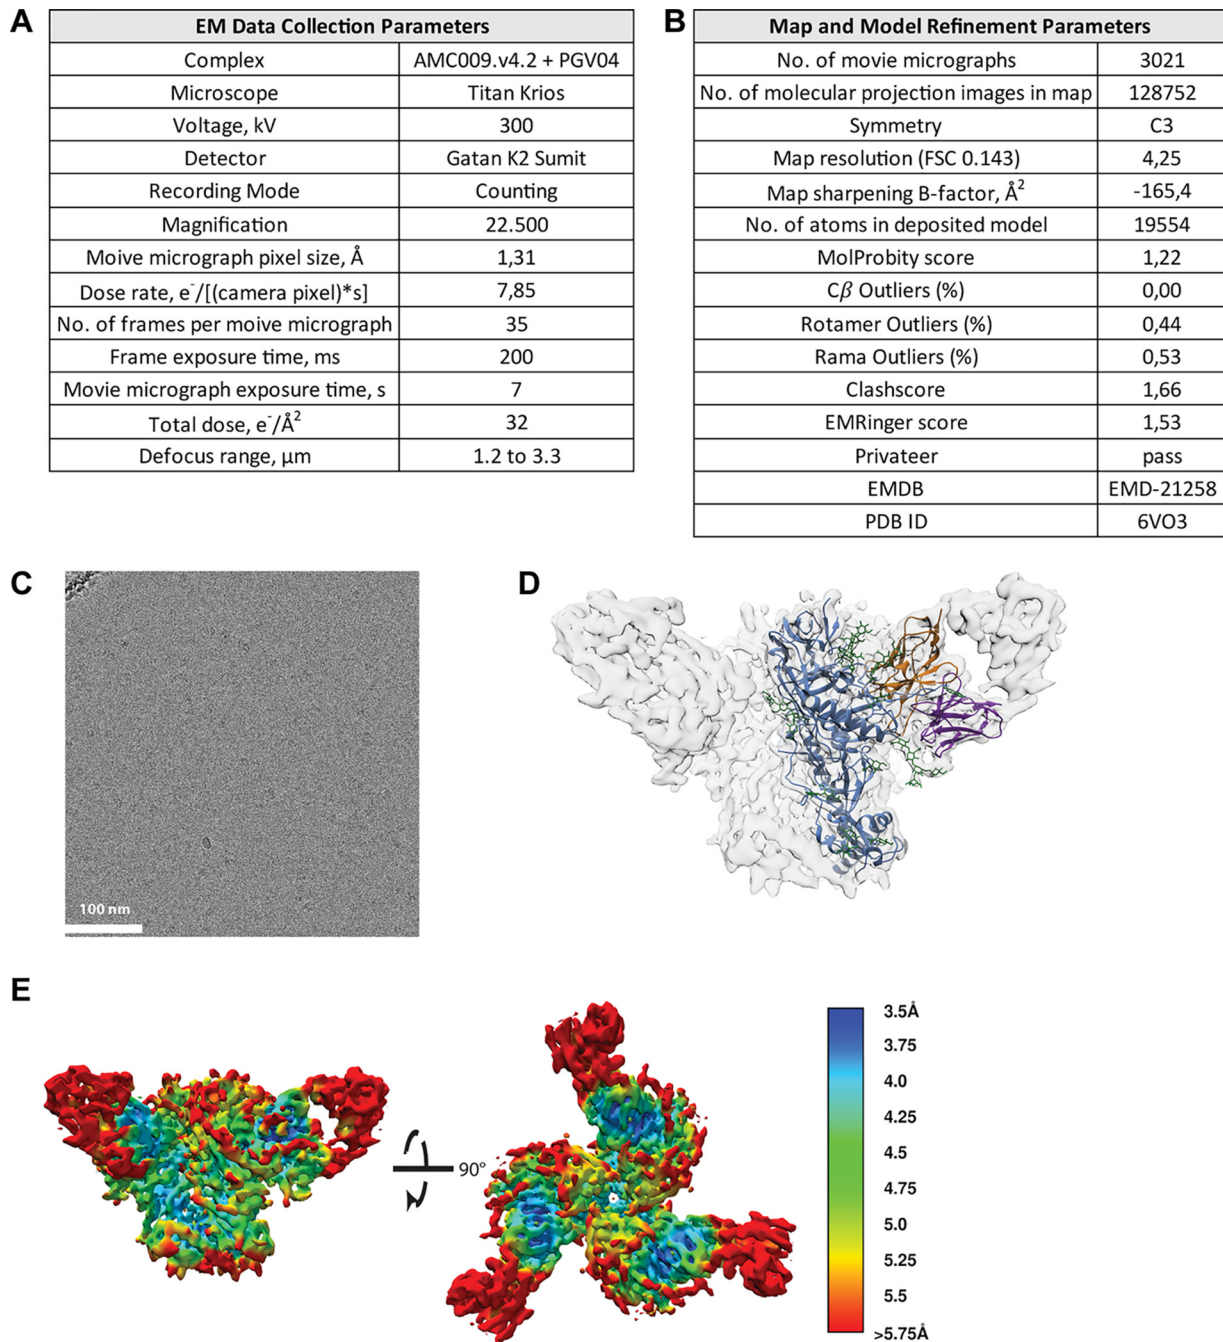 A
EM Data Collection Parameters
Complex AMC009.v4.2 + PGV04
Microscope Titan Krios
Voltage, kV 300
Detector Gatan K2 Sumit
Recording Mode Counting
Magnification 22.500
Moive micrograph pixel size, Å 1,31
Dose rate, e⁻/[(camera pixel)*s] 7,85
No. of frames per moive micrograph 35
Frame exposure time, ms 200
Movie micrograph exposure time, s 7
Total dose, e⁻/Å² 32
Defocus range, μm 1.2 to 3.3
B
Map and Model Refinement Parameters
No. of movie micrographs 3021
No. of molecular projection images in map 128752
Symmetry C3
Map resolution (FSC 0.143) 4,25
Map sharpening B-factor, Å² -165,4
No. of atoms in deposited model 19554
MolProbity score 1,22
Cβ Outliers (%) 0,00
Rotamer Outliers (%) 0,44
Rama Outliers (%) 0,53
Clashscore 1,66
EMRinger score 1,53
Privateer pass
EMDB EMD-21258
PDB ID 6VO3
C
100 nm
D
E
90°
3.5Å
3.75
4.0
4.25
4.5
4.75
5.0
5.25
5.5
>5.75Å